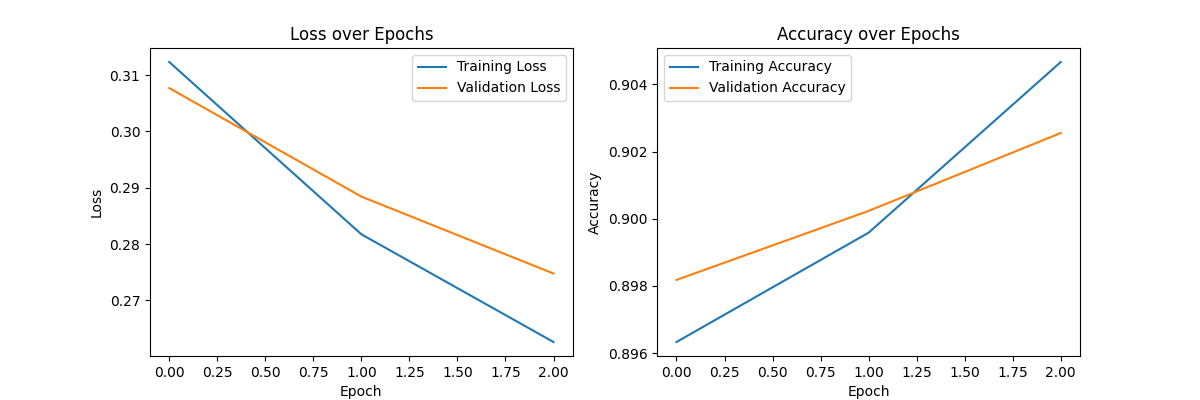 Loss over Epochs
Training Loss
Validation Loss
0.31
0.30
0.29
0.28
0.27
Loss
0.00 0.25 0.50 0.75 1.00 1.25 1.50 1.75 2.00
Epoch
Accuracy over Epochs
Training Accuracy
Validation Accuracy
0.904
0.902
0.900
0.898
0.896
Accuracy
0.00 0.25 0.50 0.75 1.00 1.25 1.50 1.75 2.00
Epoch